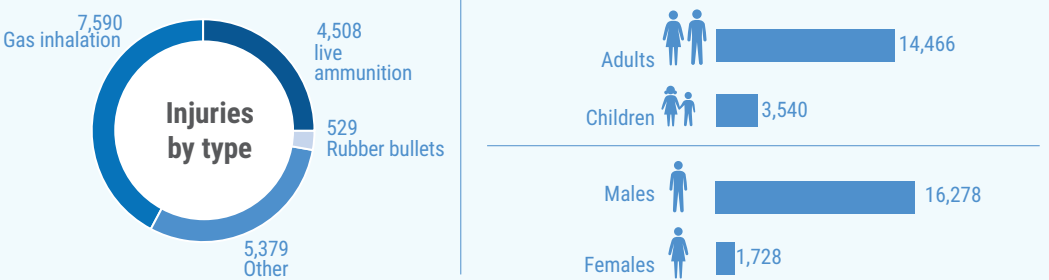 7,590
Gas inhalation
4,508
live
ammunition
Injuries
by type
529
Rubber bullets
5,379
Other
Adults 14,466
Children 3,540
Males 16,278
Females 1,728